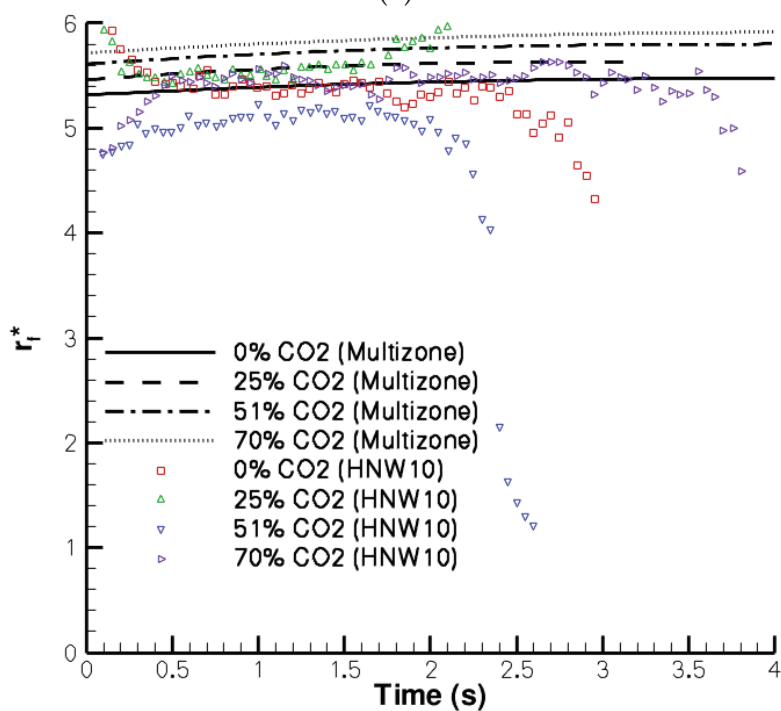 6
5
4
3
2
1
0
r_f^*
0% CO2 (Multizone)
25% CO2 (Multizone)
51% CO2 (Multizone)
70% CO2 (Multizone)
0% CO2 (HNW10)
25% CO2 (HNW10)
51% CO2 (HNW10)
70% CO2 (HNW10)
0 0.5 1 1.5 2 2.5 3 3.5 4
Time (s)